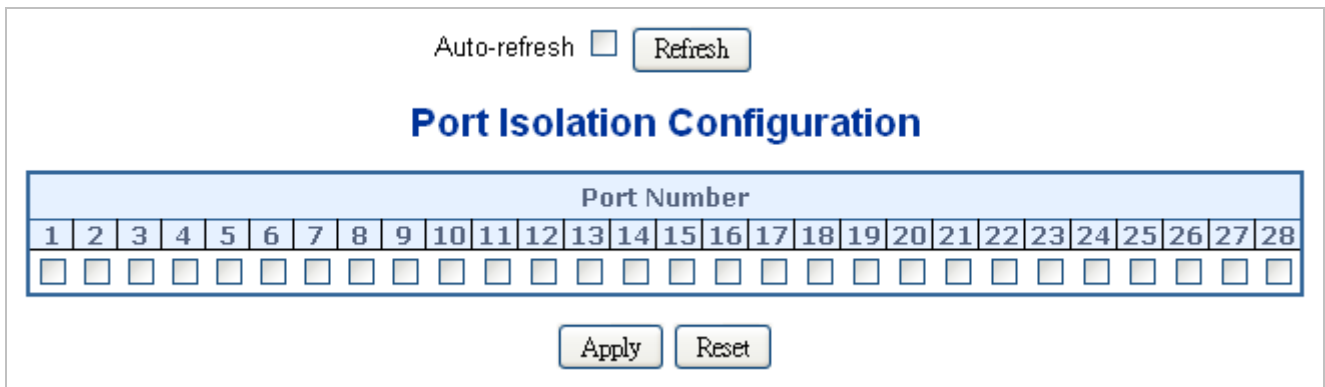 Auto-refresh Refresh
Port Isolation Configuration
Port Number
1 2 3 4 5 6 7 8 9 10 11 12 13 14 15 16 17 18 19 20 21 22 23 24 25 26 27 28
Apply Reset